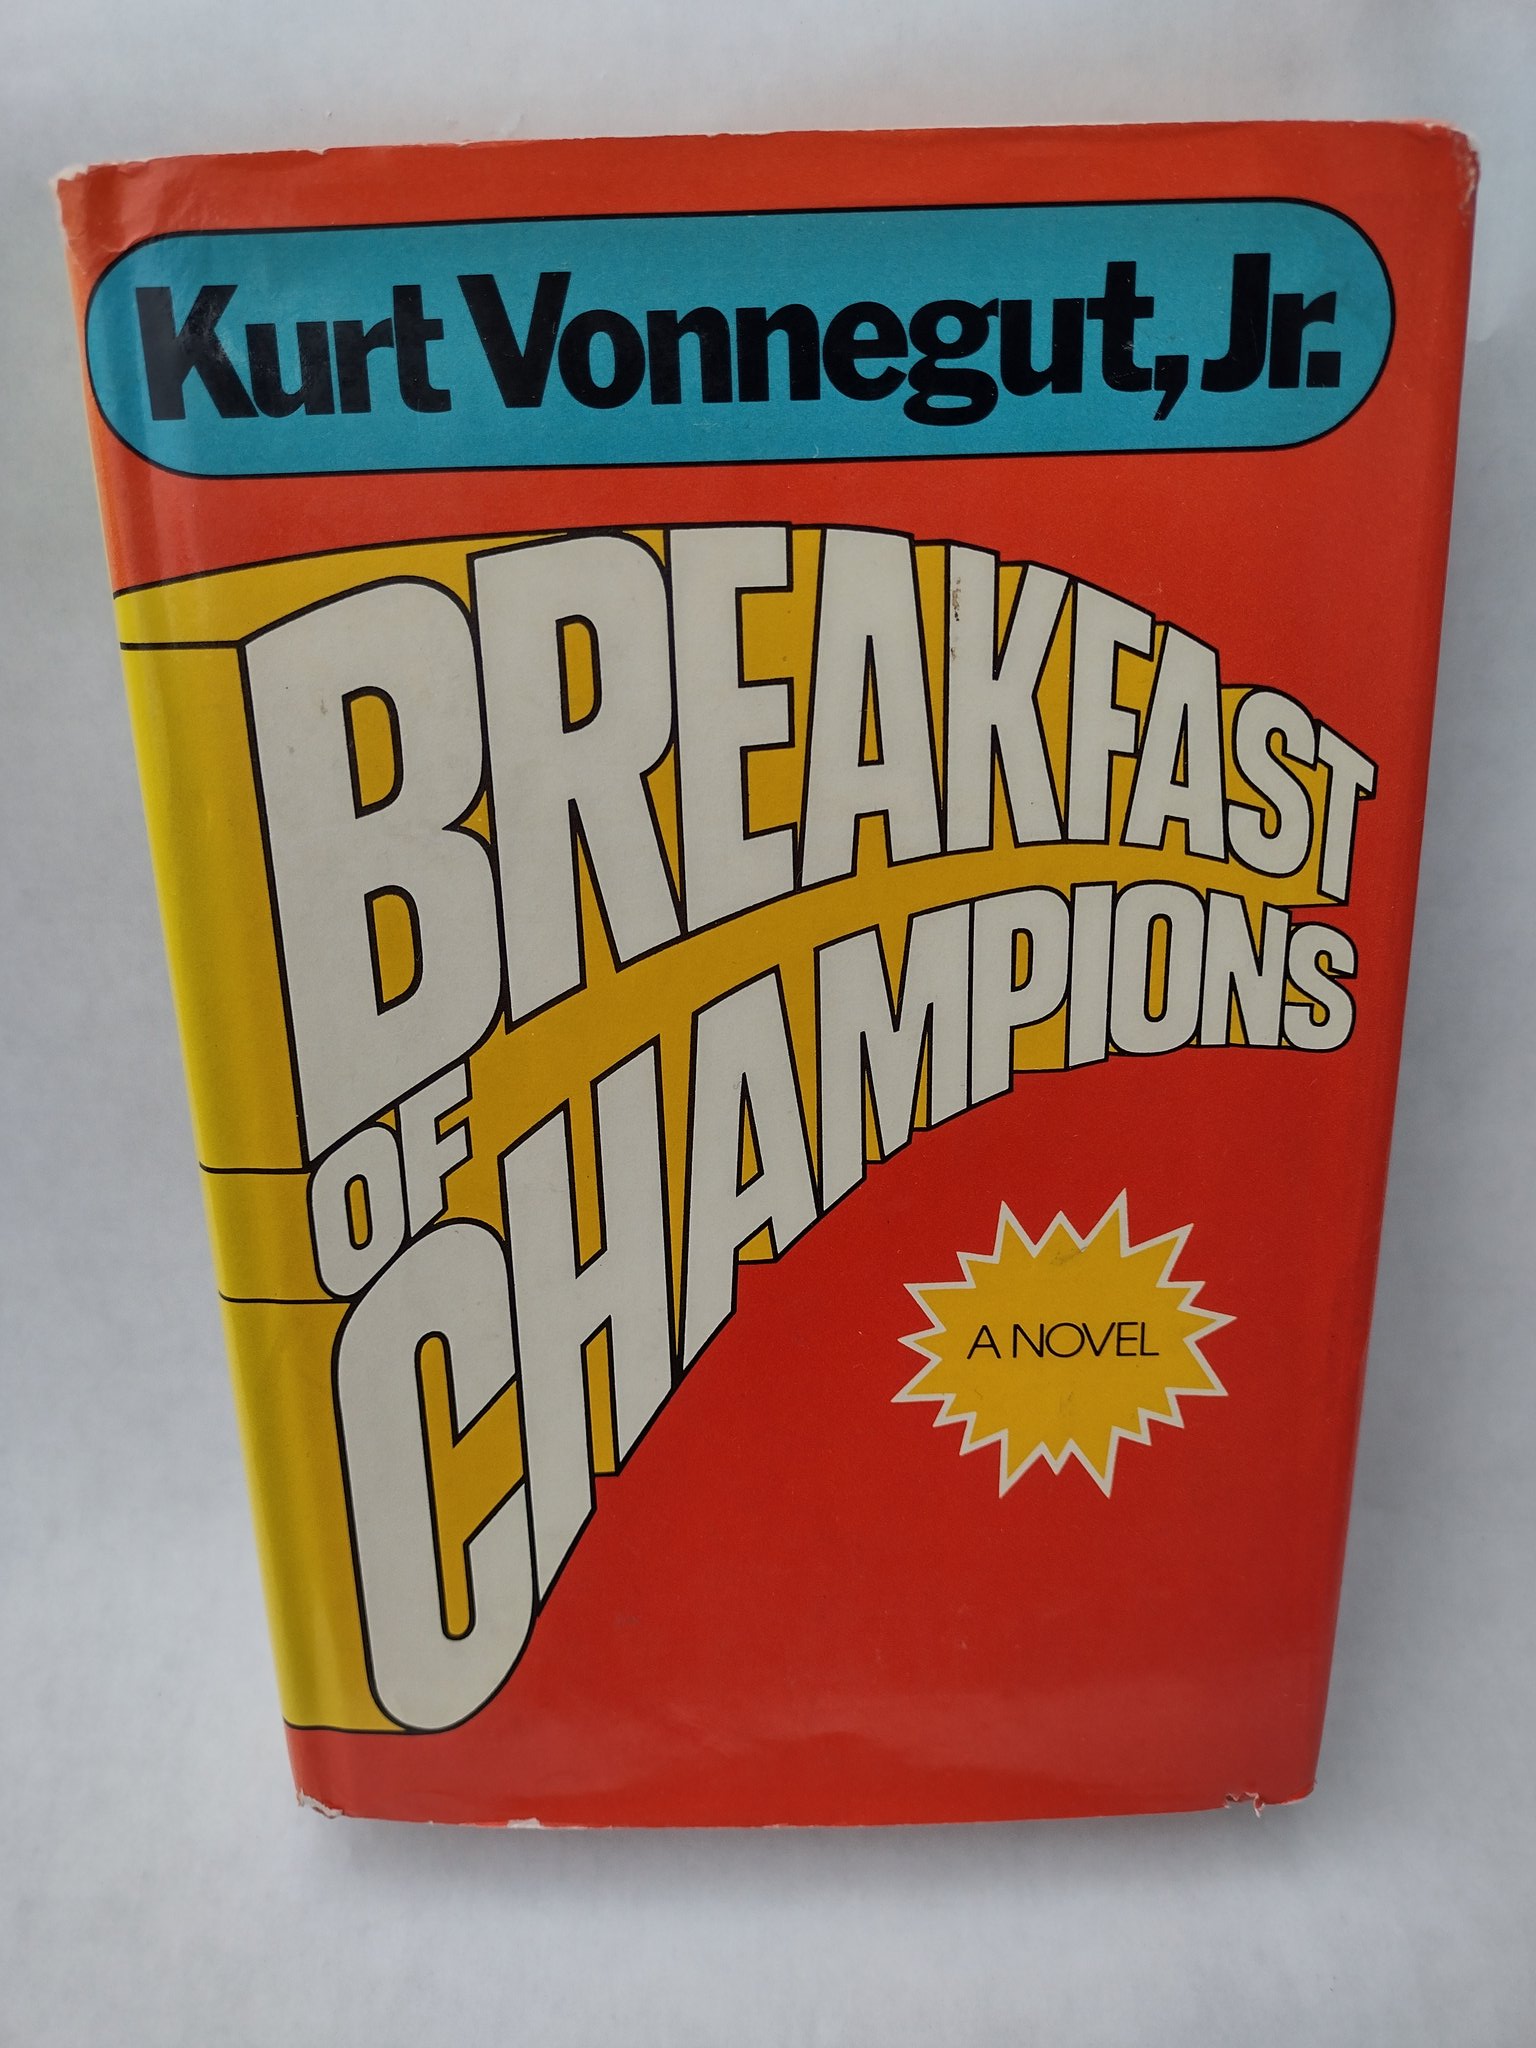 Kurt Vonnegut, Jr.
BREAKFAST
OF
CHAMPIONS
A NOVEL